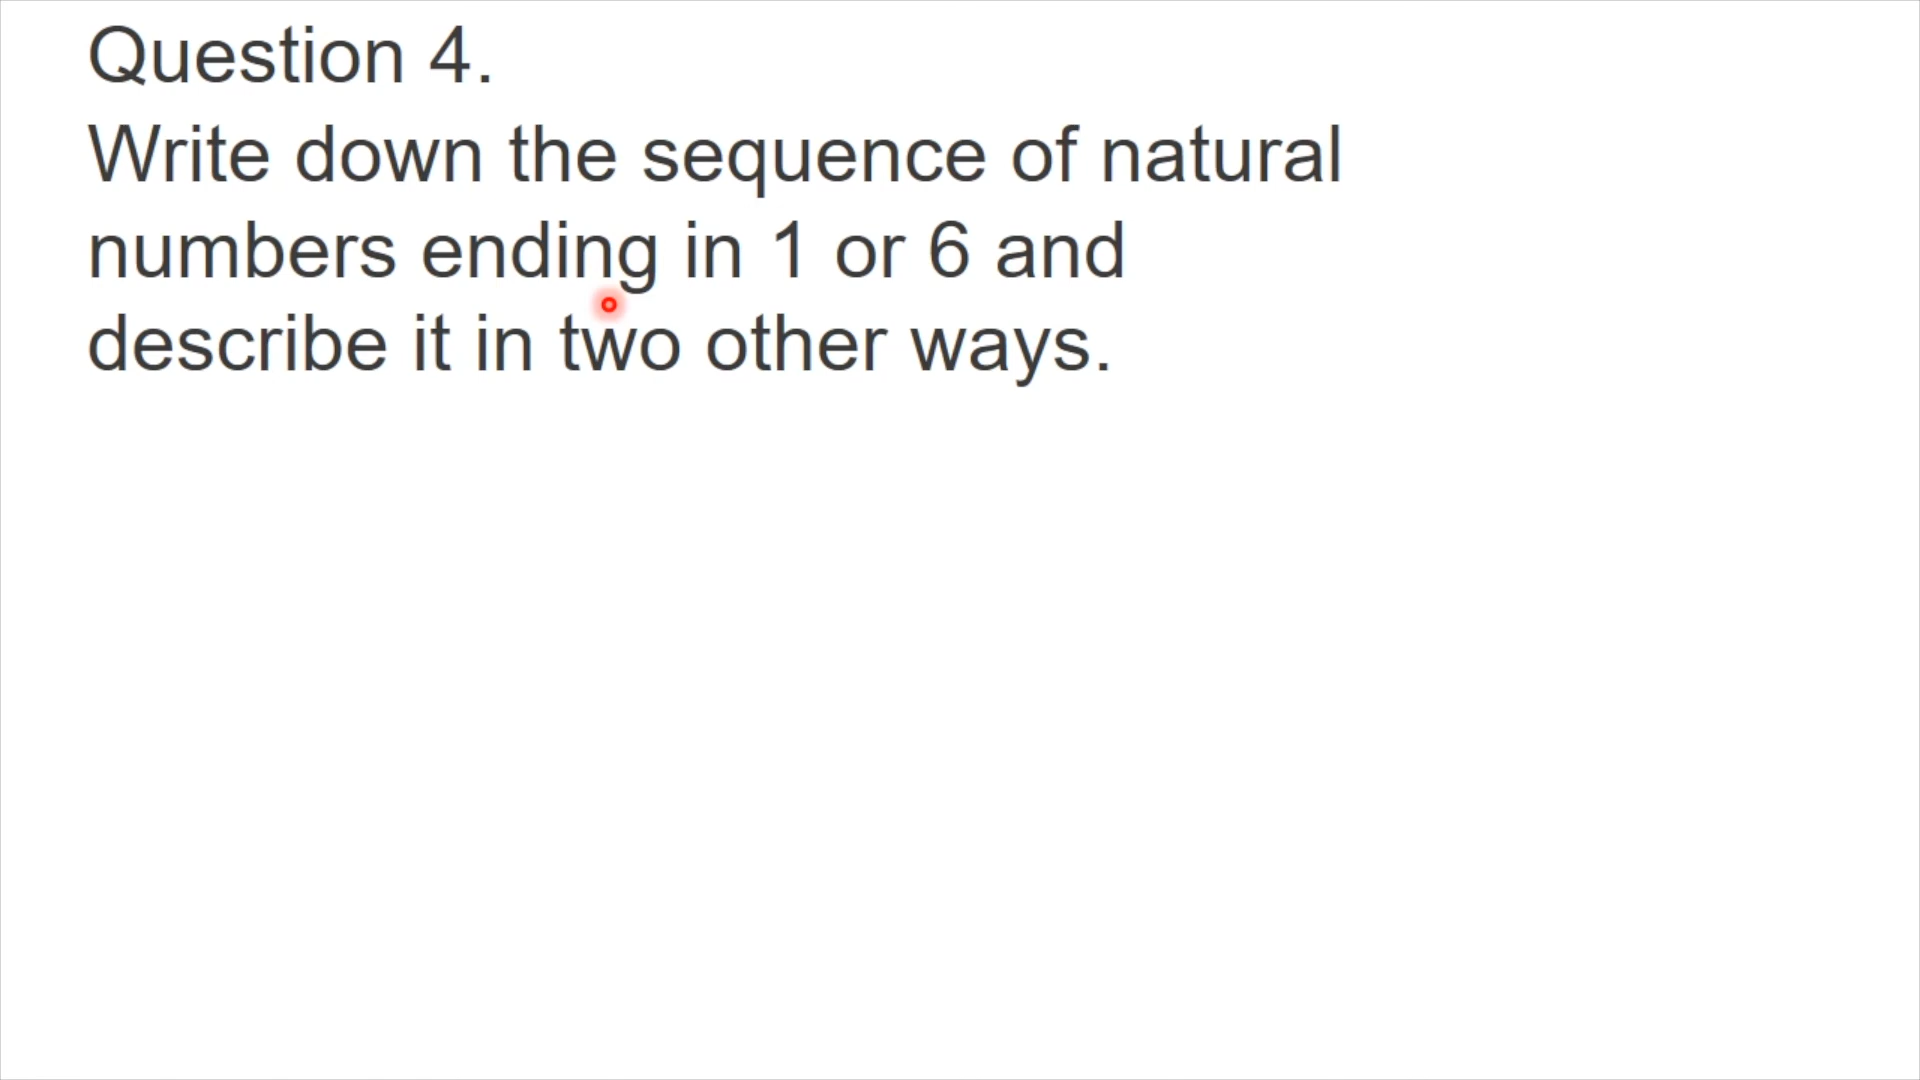 Question 4.
Write down the sequence of natural
numbers ending in 1 or 6 and
describe it in two other ways.